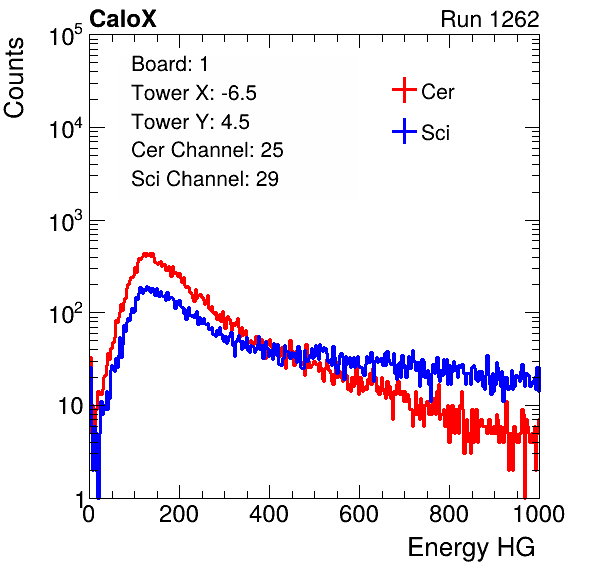 CaloX Run 1262
Counts
Board: 1
Tower X: -6.5
Tower Y: 4.5
Cer Channel: 25
Sci Channel: 29
Cer
Sci
10^5
10^4
10^3
10^2
10
1
0 200 400 600 800 1000
Energy HG